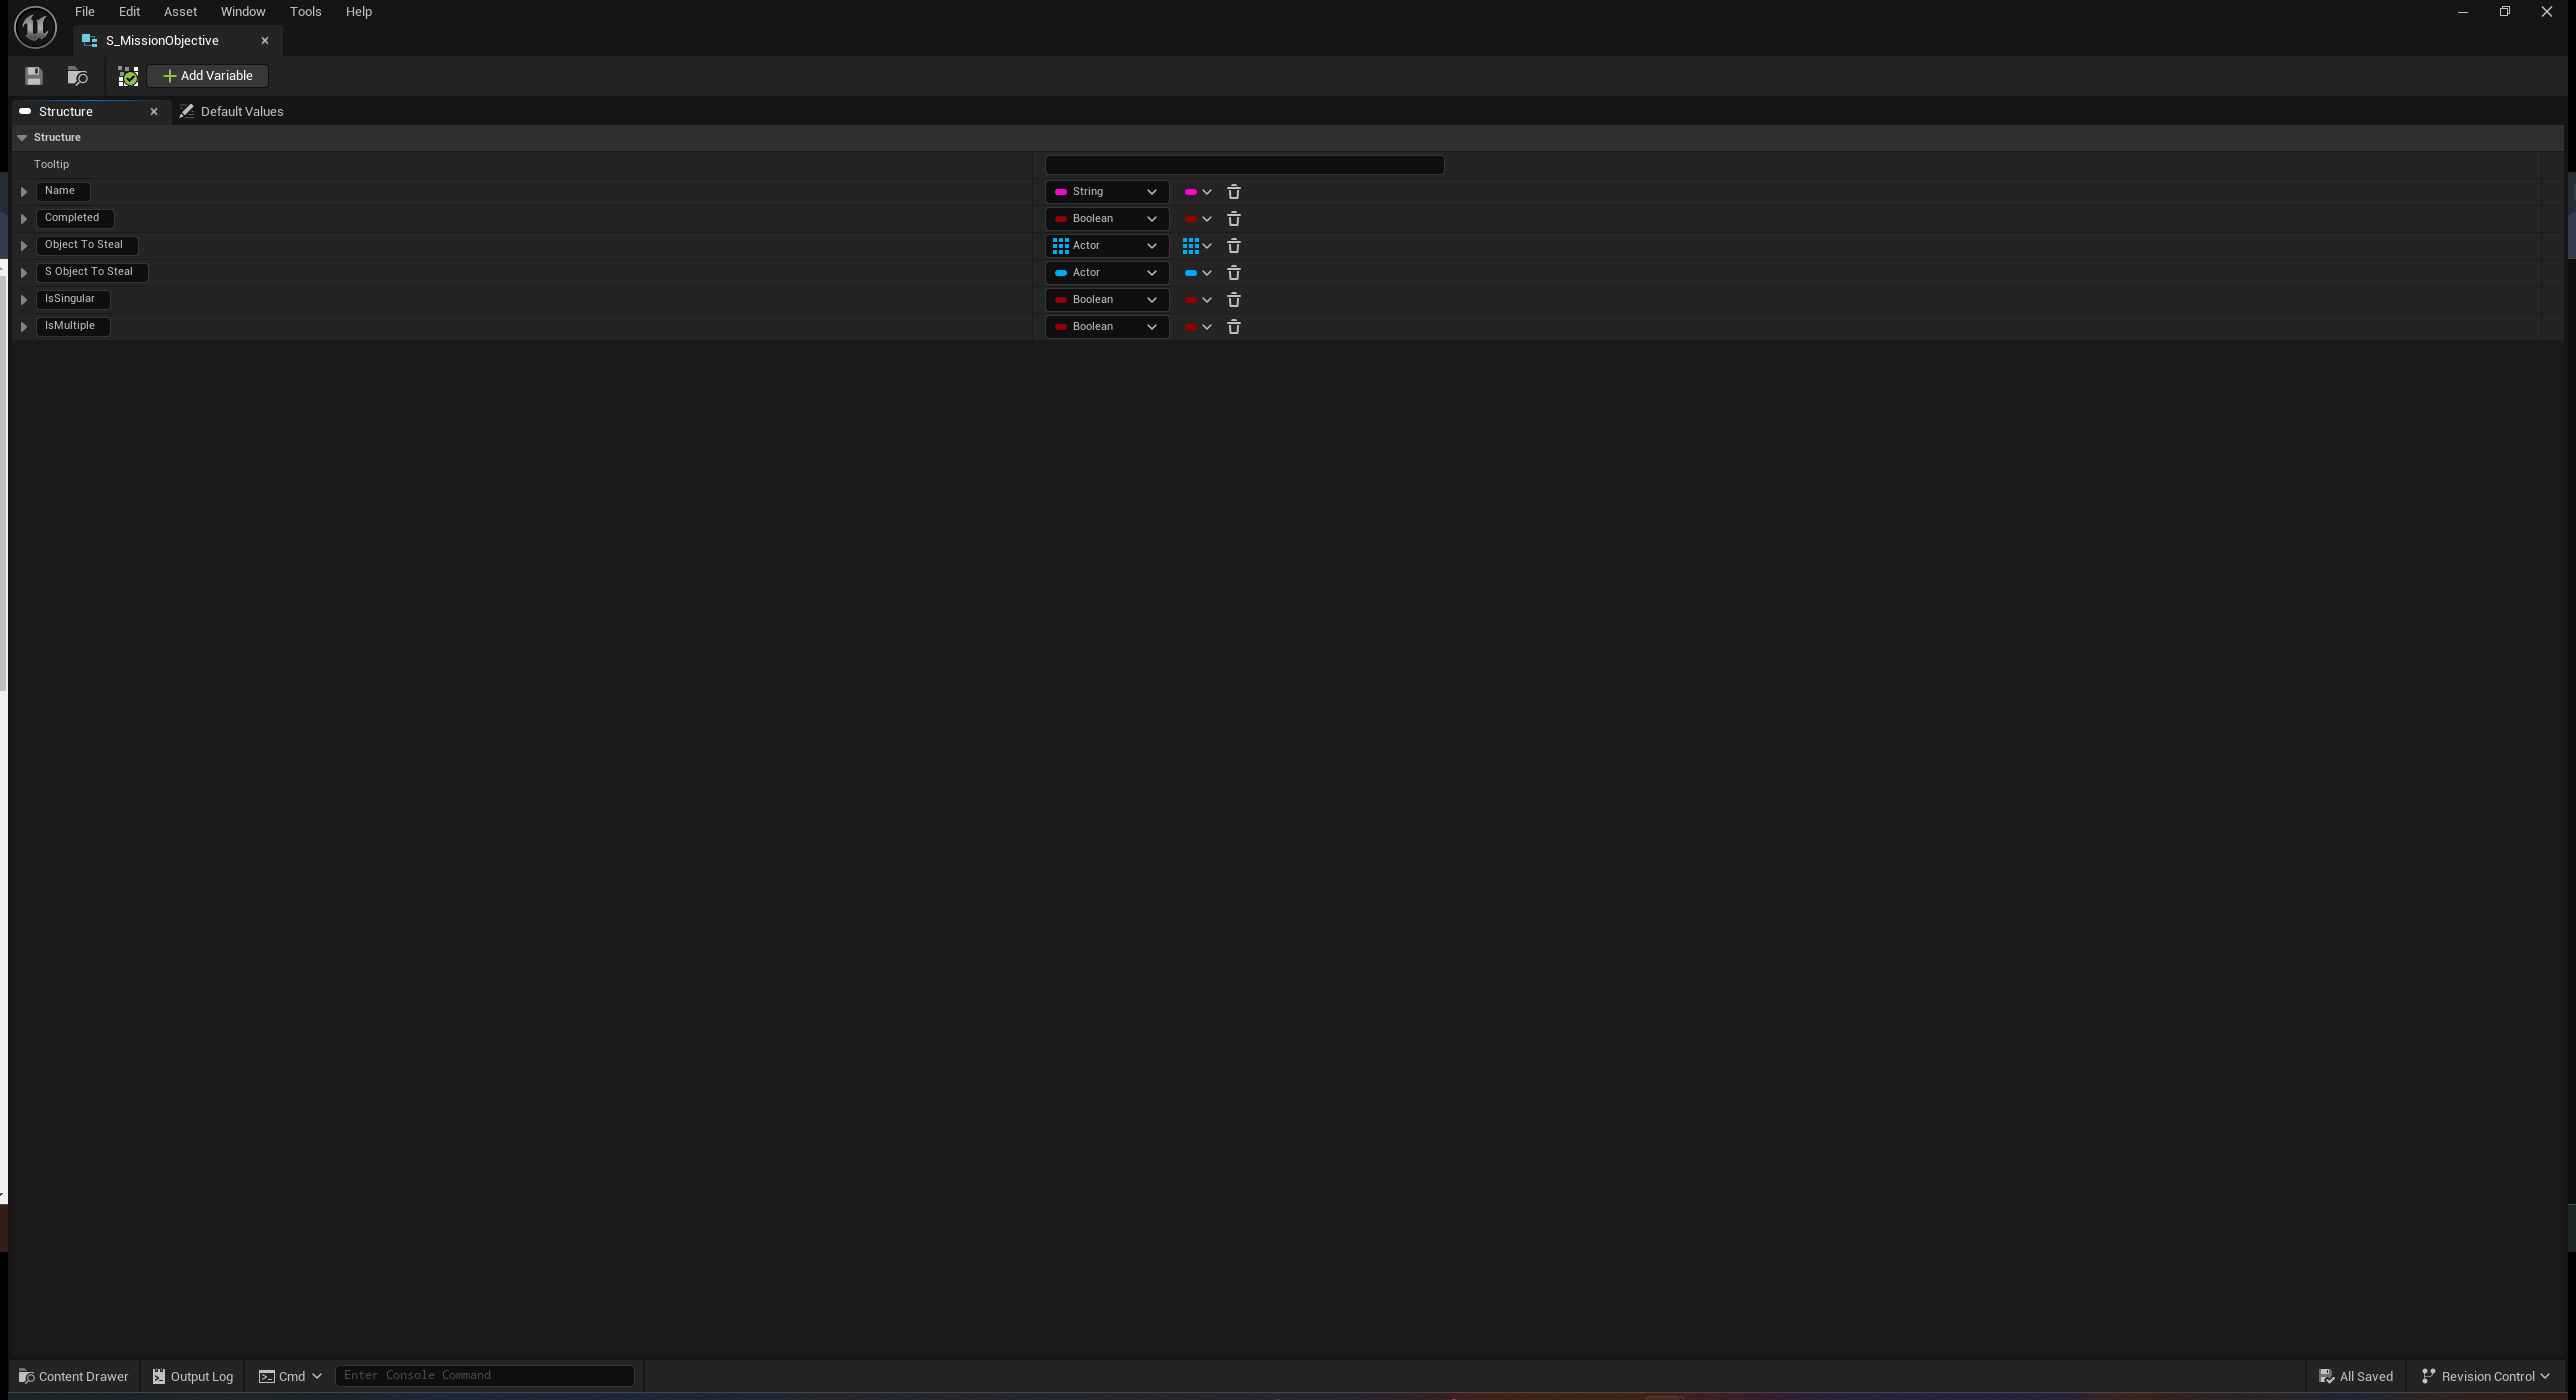 File Edit Asset Window Tools Help
S_MissionObjective
Add Variable
Structure Default Values
Structure
Tooltip
Name String
Completed Boolean
Object To Steal Actor
S Object To Steal Actor
IsSingular Boolean
IsMultiple Boolean
Content Drawer Output Log Cmd Enter Console Command All Saved Revision Control